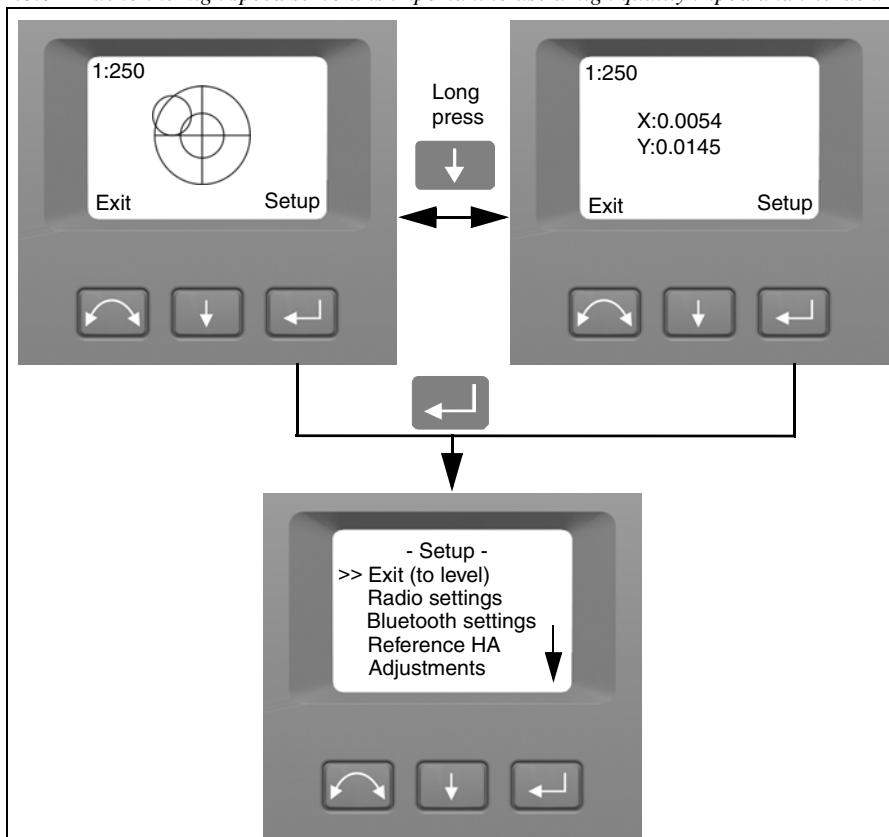 1:250
Exit Setup
Long
press
1:250
X:0.0054
Y:0.0145
Exit Setup
- Setup -
>> Exit (to level)
Radio settings
Bluetooth settings
Reference HA
Adjustments